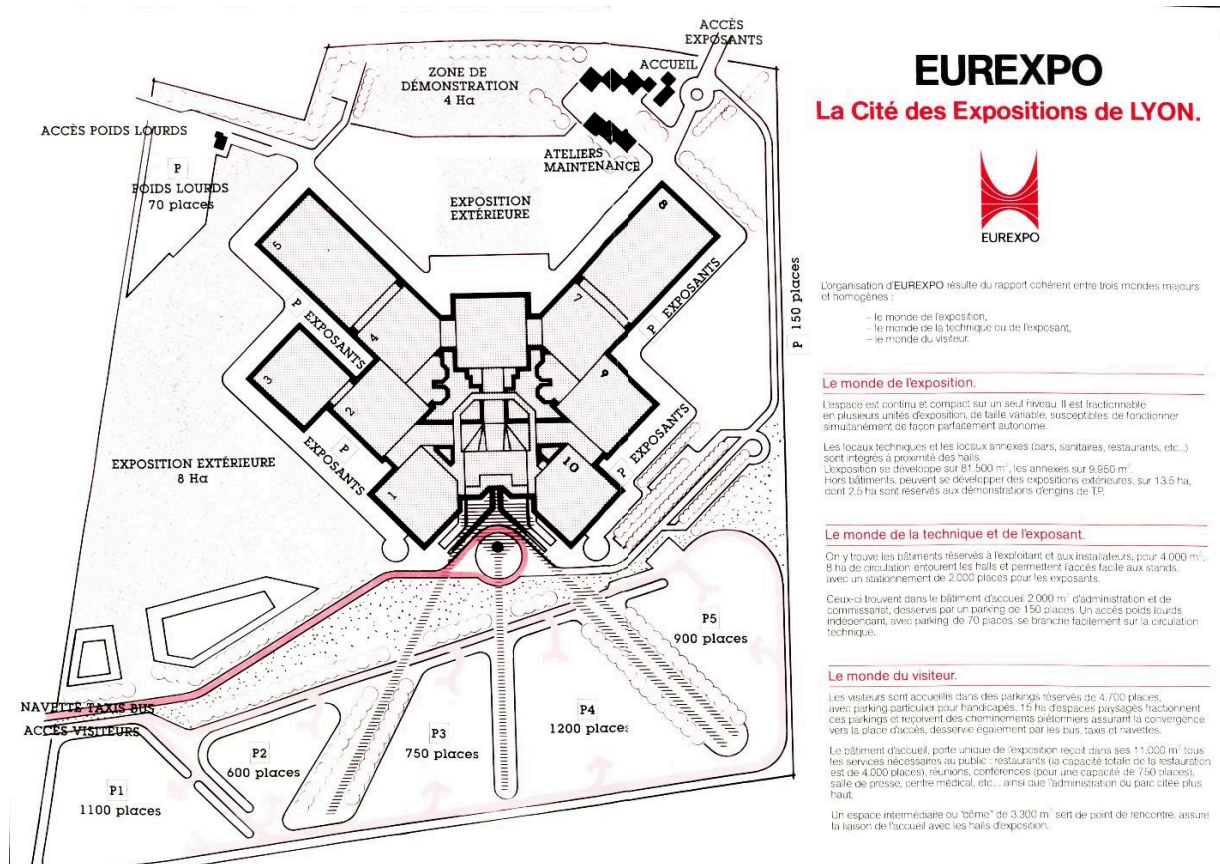 ACCÈS
EXPOSANTS
ACCUEIL
ZONE DE
DÉMONSTRATION
4 Ha
ACCÈS POIDS LOURDS
P
POIDS LOURDS
70 places
ATELIERS
MAINTENANCE
EXPOSITION
EXTÉRIEURE
5
8
P EXPOSANTS
4
7
P EXPOSANTS
P 150 places
3
2
9
P
EXPOSANTS
P EXPOSANTS
1
10
EXPOSITION EXTÉRIEURE
8 Ha
NAVETTE TAXIS BUS
ACCÈS VISITEURS
P1
1100 places
P2
600 places
P3
750 places
P4
1200 places
P5
900 places
EUREXPO
La Cité des Expositions de LYON.
EUREXPO
L'organisation d'EUREXPO résulte du rapport cohérent entre trois mondes majeurs
et homogènes :
– le monde de l'exposition,
– le monde de la technique ou de l'exposant,
– le monde du visiteur.
Le monde de l'exposition.
L'espace est continu et compact sur un seul niveau. Il est fractionnable
en plusieurs unités d'exposition, de taille variable, susceptibles de fonctionner
simultanément de façon parfaitement autonome.
Les locaux techniques et les locaux annexes (bars, sanitaires, restaurants, etc...)
sont intégrés à proximité des halls.
L'exposition se développe sur 81.500 m², les annexes sur 9.950 m².
Hors bâtiments, peuvent se développer des expositions extérieures, sur 13,5 ha,
dont 2,5 ha sont réservés aux démonstrations d'engins de T.P.
Le monde de la technique et de l'exposant.
On y trouve les bâtiments réservés à l'exploitant et aux installateurs, pour 4.000 m².
8 ha de circulation entourent les halls et permettent l'accès facile aux stands,
avec un stationnement de 2.000 places pour les exposants.
Ceux-ci trouvent dans le bâtiment d'accueil 2.000 m² d'administration et de
commissariat, desservis par un parking de 150 places. Un accès poids lourds
indépendant, avec parking de 70 places, se branche facilement sur la circulation
technique.
Le monde du visiteur.
Les visiteurs sont accueillis dans des parkings réservés de 4.700 places,
avec parking particulier pour handicapés. 15 ha d'espaces paysagés fractionnent
ces parkings et reçoivent des cheminements piétonniers assurant la convergence
vers la place d'accès, desservie également par les bus, taxis et navettes.
Le bâtiment d'accueil, porte unique de l'exposition reçoit dans ses 11.000 m² tous
les services nécessaires au public : restaurants (la capacité totale de la restauration
est de 4.000 places), réunions, conférences (pour une capacité de 750 places),
salle de presse, centre médical, etc... ainsi que l'administration du parc citée plus
haut.
Un espace intermédiaire ou "dôme" de 3.300 m² sert de point de rencontre, assure
la liaison de l'accueil avec les halls d'exposition.